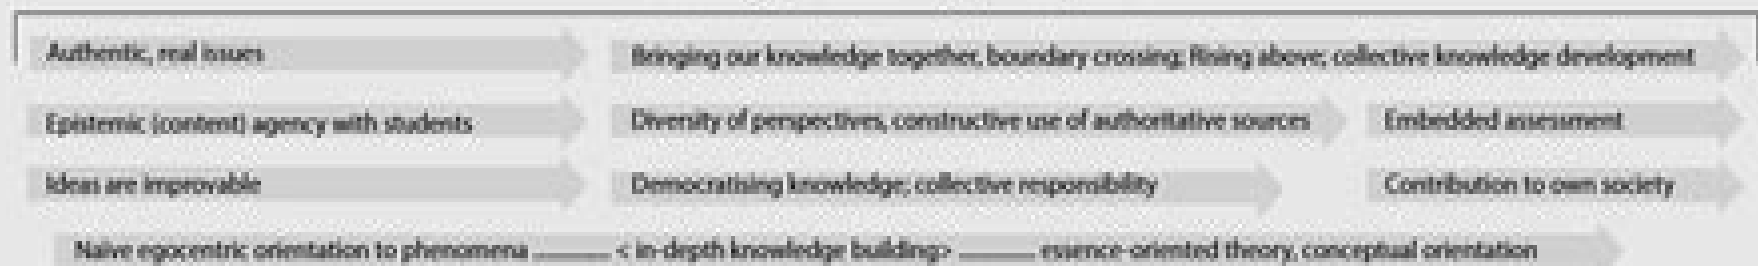 Authentic, real issues
Bringing our knowledge together, boundary crossing; Rising above; collective knowledge development
Epistemic (content) agency with students
Diversity of perspectives, constructive use of authoritative sources
Embedded assessment
Ideas are improvable
Democratising knowledge; collective responsibility
Contribution to own society
Naive egocentric orientation to phenomena ______ < in-depth knowledge building> ______ essence-oriented theory, conceptual orientation